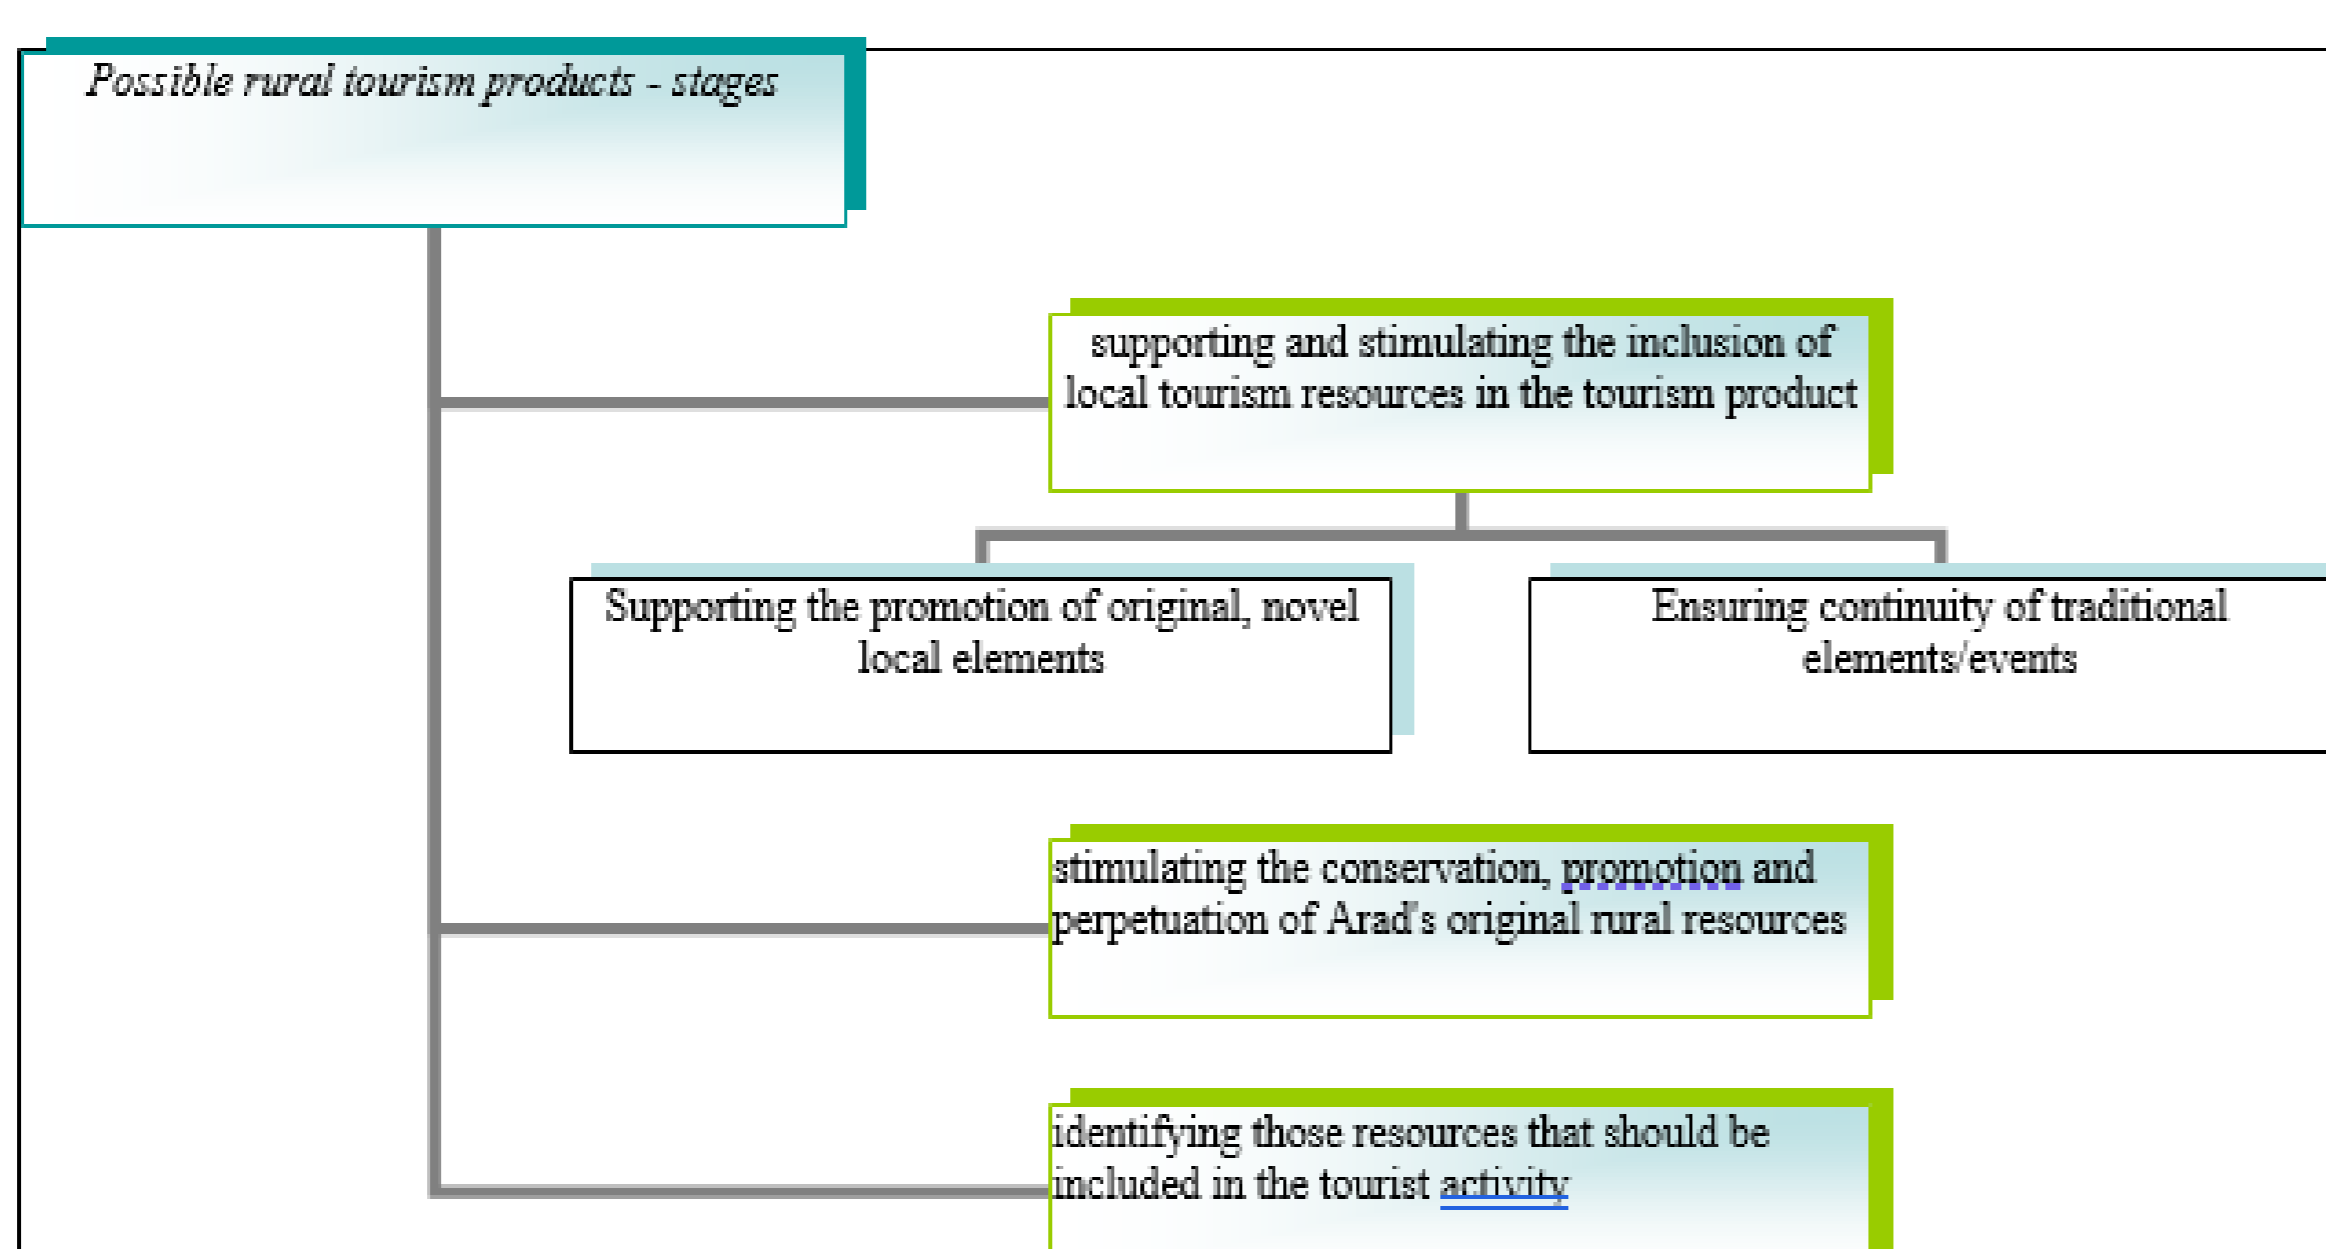 Possible rural tourism products - stages
supporting and stimulating the inclusion of
local tourism resources in the tourism product
Supporting the promotion of original, novel
local elements
Ensuring continuity of traditional
elements/events
stimulating the conservation, promotion and
perpetuation of Arad's original rural resources
identifying those resources that should be
included in the tourist activity